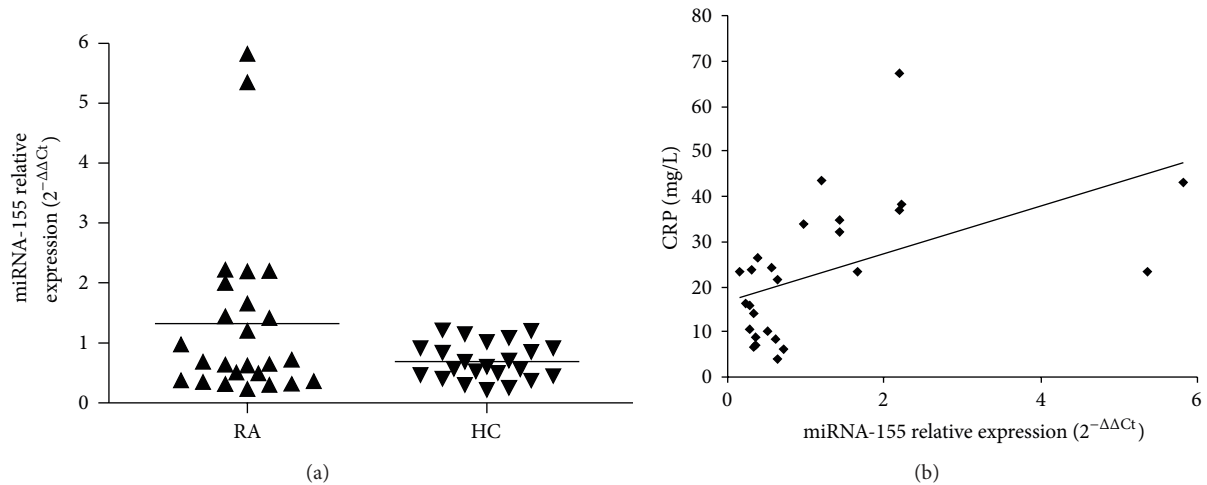 miRNA-155 relative
expression (2^−ΔΔCt)
6
5
4
3
2
1
0
RA
HC
(a)
CRP (mg/L)
80
70
60
50
40
30
20
10
0
0
2
4
6
miRNA-155 relative expression (2^−ΔΔCt)
(b)